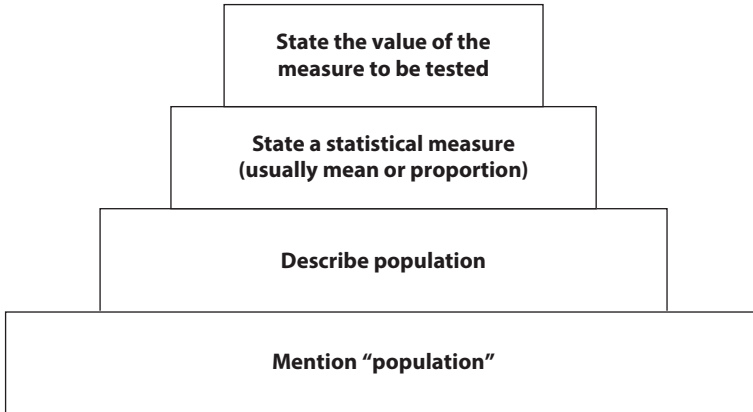 State the value of the
measure to be tested
State a statistical measure
(usually mean or proportion)
Describe population
Mention “population”